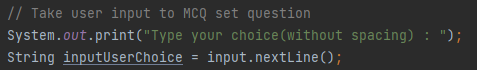 // Take user input to MCQ set question
System.out.print("Type your choice(without spacing) : ");
String inputUserChoice = input.nextLine();